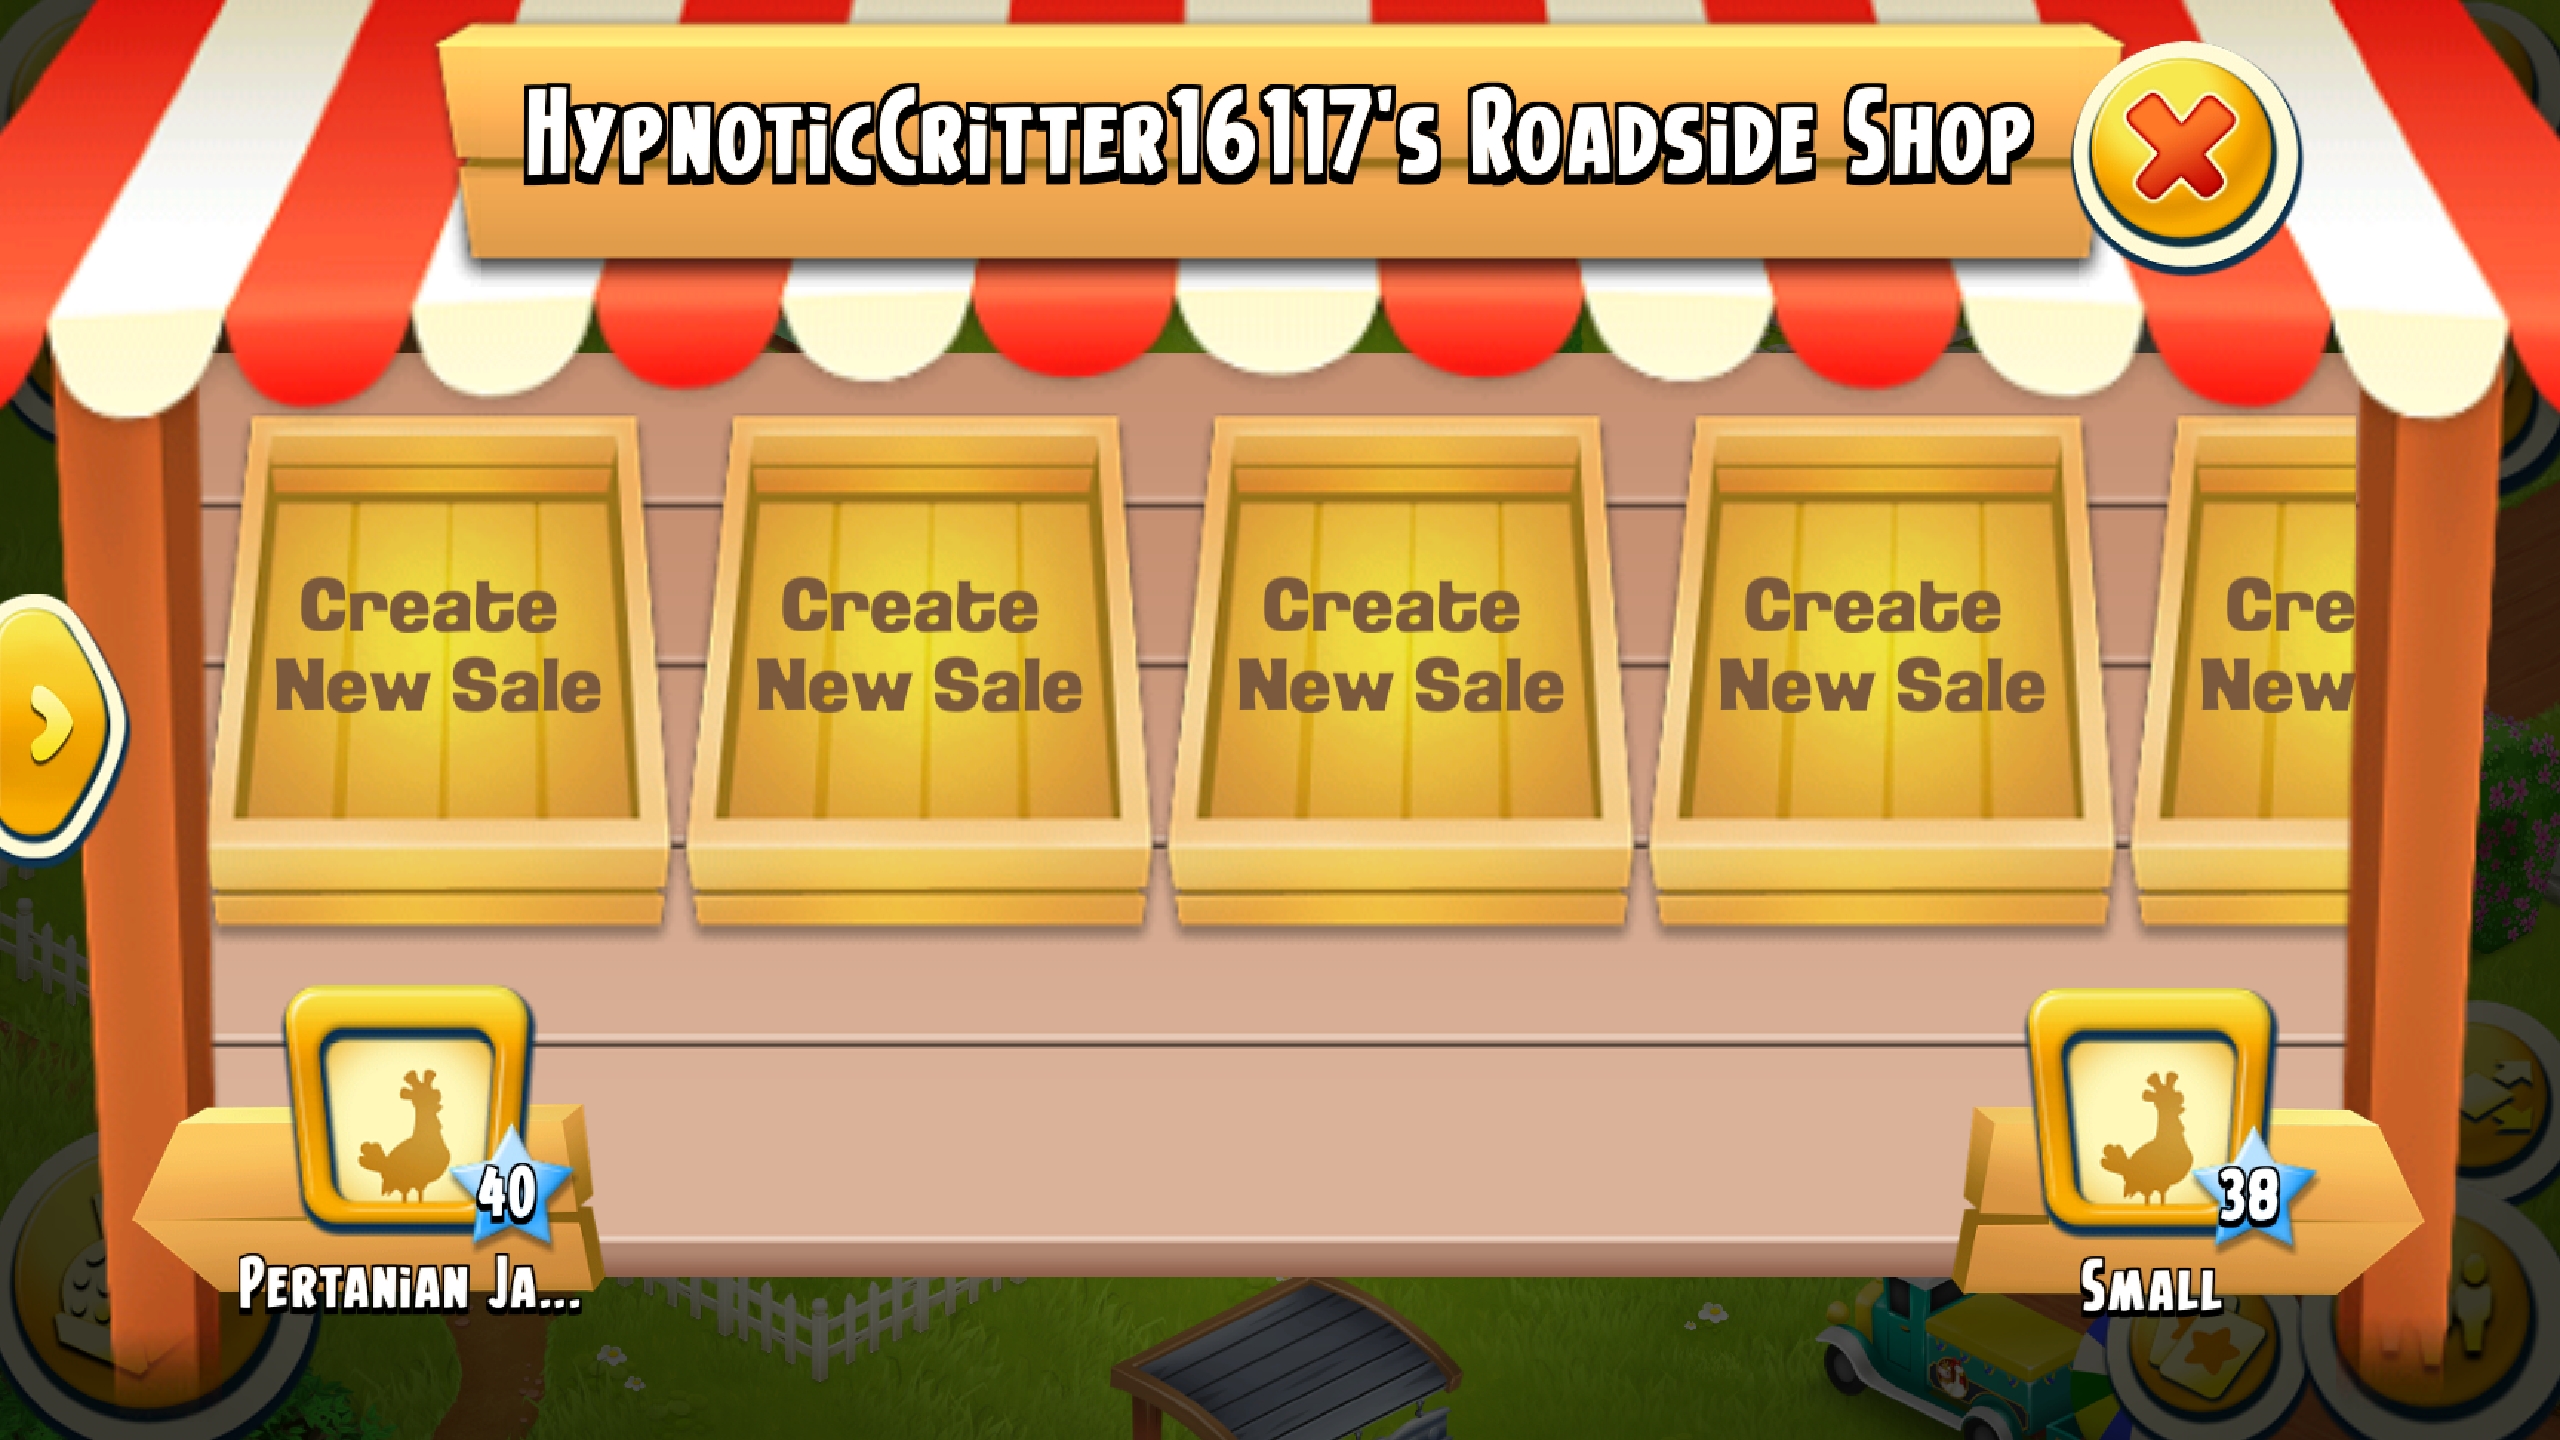 HypnoticCritter16117's Roadside Shop
Create
New Sale
Create
New Sale
Create
New Sale
Create
New Sale
Cre
New
40
Pertanian Ja...
38
Small